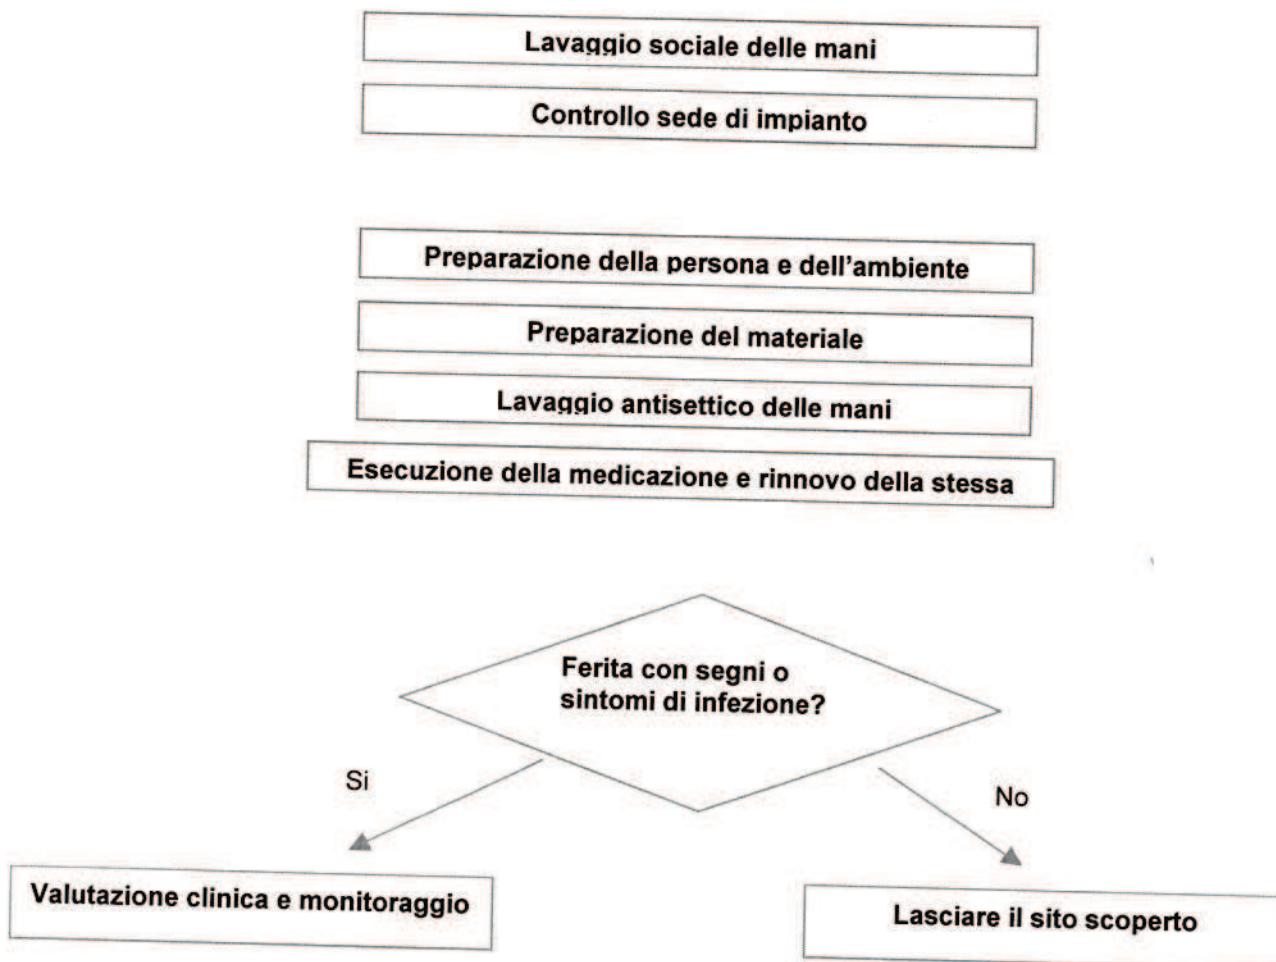 Lavaggio sociale delle mani
Controllo sede di impianto
Preparazione della persona e dell'ambiente
Preparazione del materiale
Lavaggio antisettico delle mani
Esecuzione della medicazione e rinnovo della stessa
Ferita con segni o
sintomi di infezione?
Si
No
Valutazione clinica e monitoraggio
Lasciare il sito scoperto